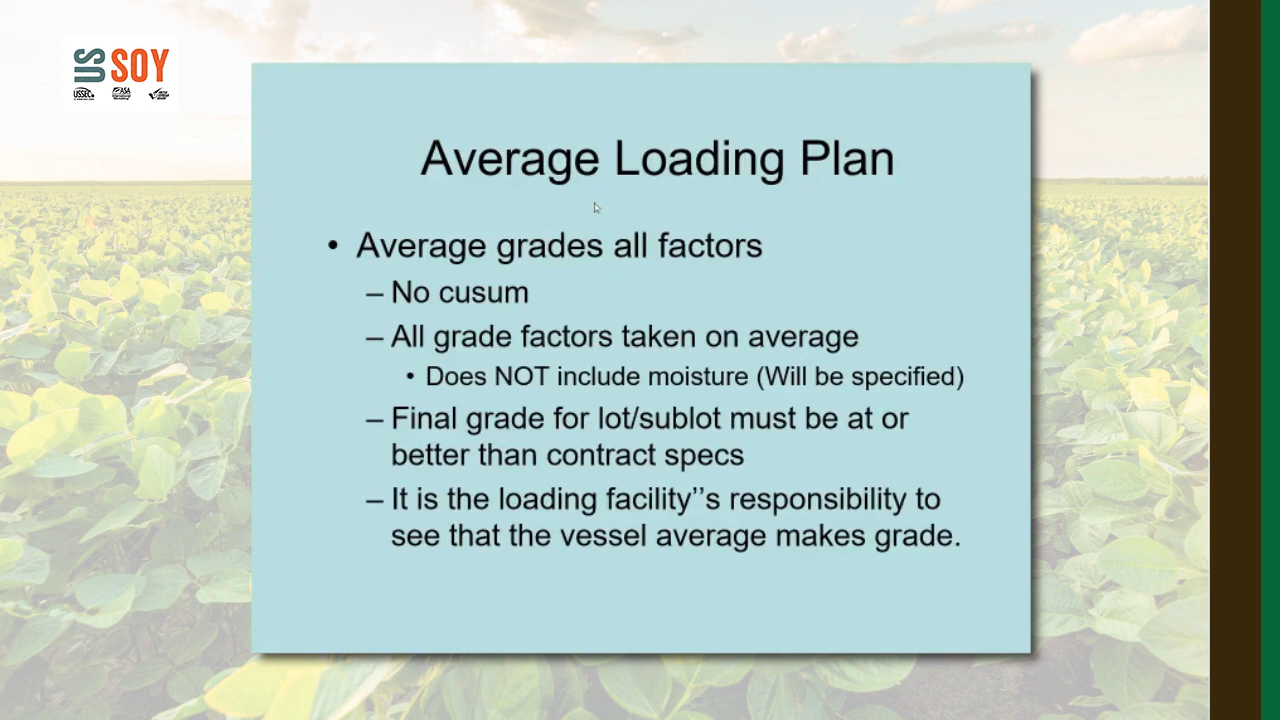 US SOY
USSEC
ASA
Average Loading Plan
• Average grades all factors
– No cusum
– All grade factors taken on average
• Does NOT include moisture (Will be specified)
– Final grade for lot/sublot must be at or
better than contract specs
– It is the loading facility’’s responsibility to
see that the vessel average makes grade.